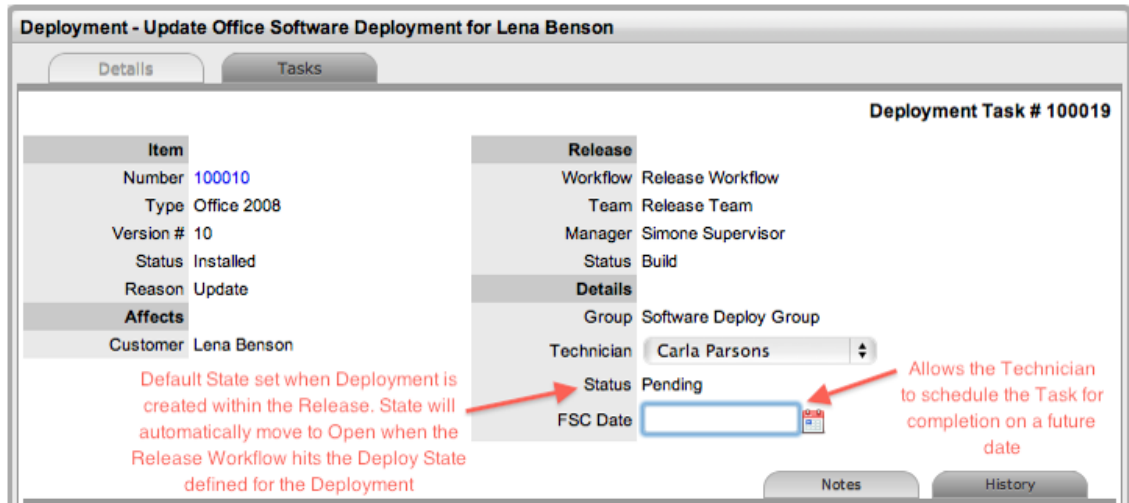 Deployment - Update Office Software Deployment for Lena Benson
Details
Tasks
Deployment Task # 100019
Item
Number 100010
Type Office 2008
Version # 10
Status Installed
Reason Update
Affects
Customer Lena Benson
Release
Workflow Release Workflow
Team Release Team
Manager Simone Supervisor
Status Build
Details
Group Software Deploy Group
Technician Carla Parsons
Status Pending
FSC Date
Default State set when Deployment is
created within the Release. State will
automatically move to Open when the
Release Workflow hits the Deploy State
defined for the Deployment
Allows the Technician
to schedule the Task for
completion on a future
date
Notes
History